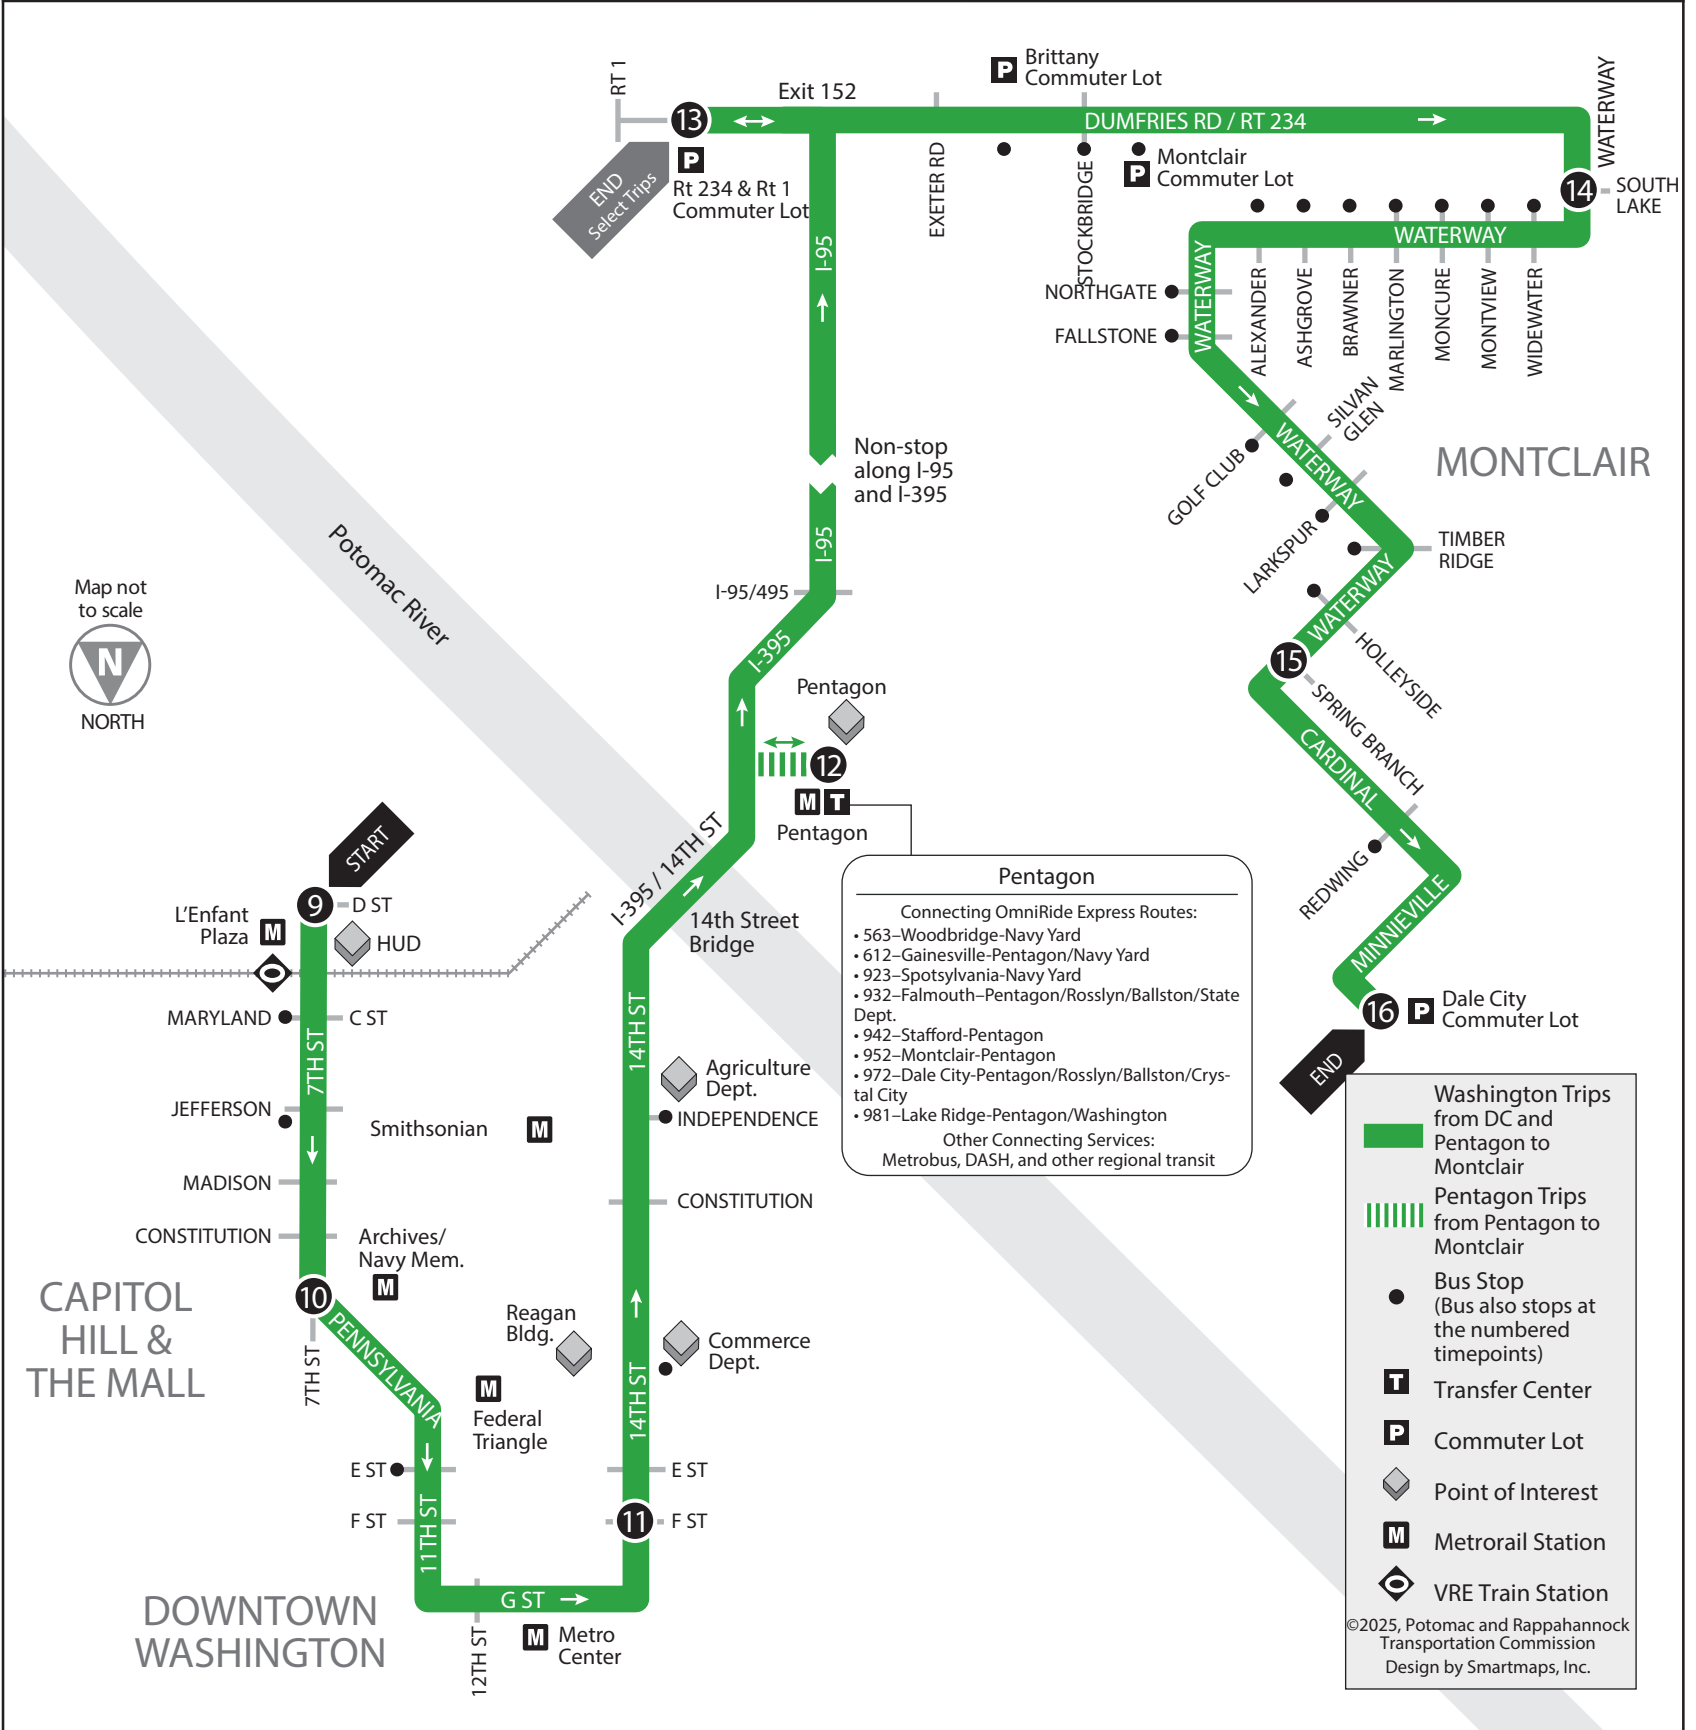 RT 1
13
Exit 152
P
Brittany
Commuter Lot
DUMFRIES RD / RT 234
WATERWAY
14
SOUTH
LAKE
END
Select Trips
P
Rt 234 & Rt 1
Commuter Lot
EXETER RD
STOCKBRIDGE
P
Montclair
Commuter Lot
I-95
WATERWAY
WATERWAY
NORTHGATE
FALLSTONE
ALEXANDER
ASHGROVE
BRAWNER
MARLINGTON
MONCURE
MONTVIEW
WIDEWATER
SILVAN
GLEN
WATERWAY
GOLF CLUB
LARKSPUR
MONTCLAIR
Non-stop
along I-95
and I-395
I-95
I-95/495
I-395
TIMBER
RIDGE
WATERWAY
HOLLEYSIDE
15
SPRING BRANCH
CARDINAL
REDWING
MINNIEVILLE
16
P
Dale City
Commuter Lot
END
Potomac River
Map not
to scale
N
NORTH
Pentagon
12
M
T
Pentagon
I-395 / 14TH ST
14th Street
Bridge
Pentagon
Connecting OmniRide Express Routes:
• 563–Woodbridge-Navy Yard
• 612–Gainesville-Pentagon/Navy Yard
• 923–Spotsylvania-Navy Yard
• 932–Falmouth–Pentagon/Rosslyn/Ballston/State
Dept.
• 942–Stafford-Pentagon
• 952–Montclair-Pentagon
• 972–Dale City-Pentagon/Rosslyn/Ballston/Crys-
tal City
• 981–Lake Ridge-Pentagon/Washington
Other Connecting Services:
Metrobus, DASH, and other regional transit
START
9
D ST
L'Enfant
Plaza
M
HUD
MARYLAND
C ST
7TH ST
JEFFERSON
Smithsonian
M
MADISON
CONSTITUTION
Archives/
Navy Mem.
M
10
CAPITOL
HILL &
THE MALL
7TH ST
PENNSYLVANIA
M
Federal
Triangle
Reagan
Bldg.
E ST
F ST
11TH ST
G ST
12TH ST
M
Metro
Center
DOWNTOWN
WASHINGTON
14TH ST
Agriculture
Dept.
INDEPENDENCE
CONSTITUTION
Commerce
Dept.
14TH ST
E ST
11
F ST
Washington Trips
from DC and
Pentagon to
Montclair
Pentagon Trips
from Pentagon to
Montclair
Bus Stop
(Bus also stops at
the numbered
timepoints)
T
Transfer Center
P
Commuter Lot
Point of Interest
M
Metrorail Station
VRE Train Station
©2025, Potomac and Rappahannock
Transportation Commission
Design by Smartmaps, Inc.